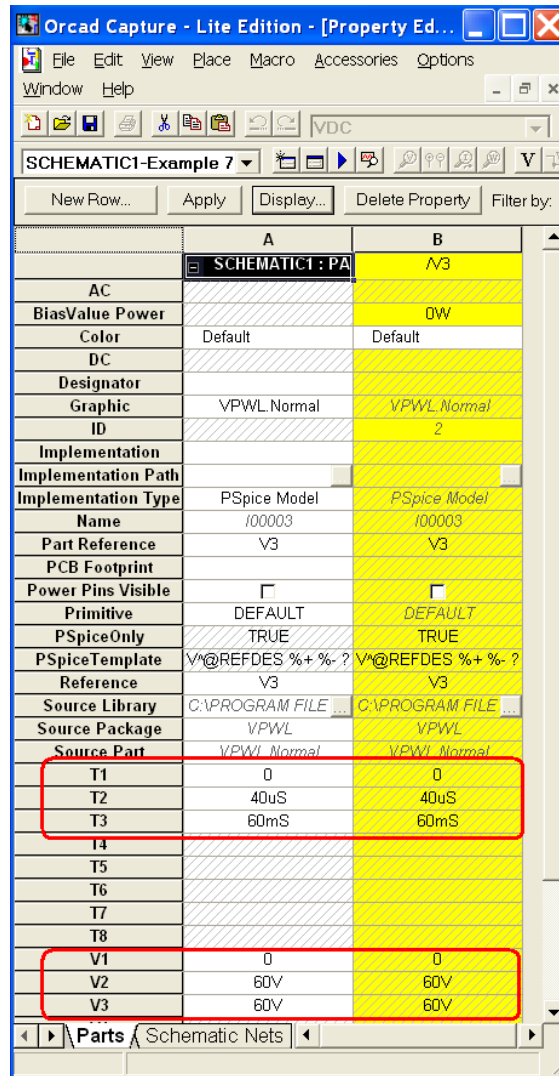 Orcad Capture - Lite Edition - [Property Ed...
File Edit View Place Macro Accessories Options
Window Help
VDC
SCHEMATIC1-Example 7
V
New Row... Apply Display... Delete Property Filter by:
A B
SCHEMATIC1 : PA /V3
AC
BiasValue Power 0W
Color Default Default
DC
Designator
Graphic VPWL.Normal VPWL.Normal
ID 2
Implementation
Implementation Path ... ...
Implementation Type PSpice Model PSpice Model
Name I00003 I00003
Part Reference V3 V3
PCB Footprint
Power Pins Visible
Primitive DEFAULT DEFAULT
PSpiceOnly TRUE TRUE
PSpiceTemplate V^@REFDES %+ %- ? V^@REFDES %+ %- ?
Reference V3 V3
Source Library C:\PROGRAM FILE ... C:\PROGRAM FILE ...
Source Package VPWL VPWL
Source Part VPWL.Normal VPWL.Normal
T1 0 0
T2 40uS 40uS
T3 60mS 60mS
T4
T5
T6
T7
T8
V1 0 0
V2 60V 60V
V3 60V 60V
Parts Schematic Nets